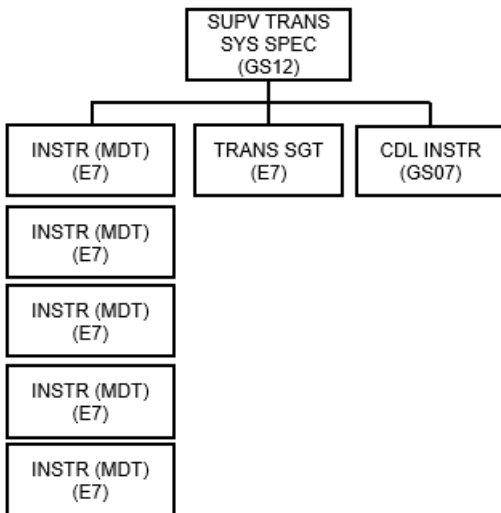 SUPV TRANS
SYS SPEC
(GS12)
INSTR (MDT)
(E7)
TRANS SGT
(E7)
CDL INSTR
(GS07)
INSTR (MDT)
(E7)
INSTR (MDT)
(E7)
INSTR (MDT)
(E7)
INSTR (MDT)
(E7)